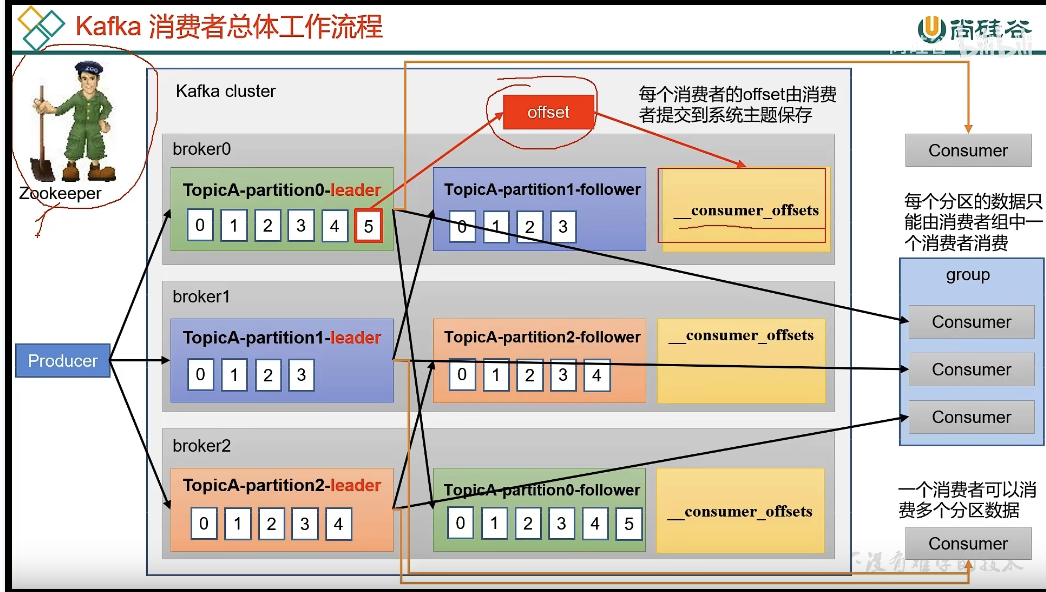 Kafka 消费者总体工作流程
尚硅谷
ZOO
Zookeeper
Kafka cluster
offset
每个消费者的offset由消费
者提交到系统主题保存
Consumer
broker0
TopicA-partition0-leader
0 1 2 3 4 5
TopicA-partition1-follower
0 1 2 3
__consumer_offsets
每个分区的数据只
能由消费者组中一
个消费者消费
group
Consumer
Consumer
Consumer
Producer
broker1
TopicA-partition1-leader
0 1 2 3
TopicA-partition2-follower
0 1 2 3 4
__consumer_offsets
broker2
TopicA-partition2-leader
0 1 2 3 4
TopicA-partition0-follower
0 1 2 3 4 5
__consumer_offsets
一个消费者可以消
费多个分区数据
Consumer